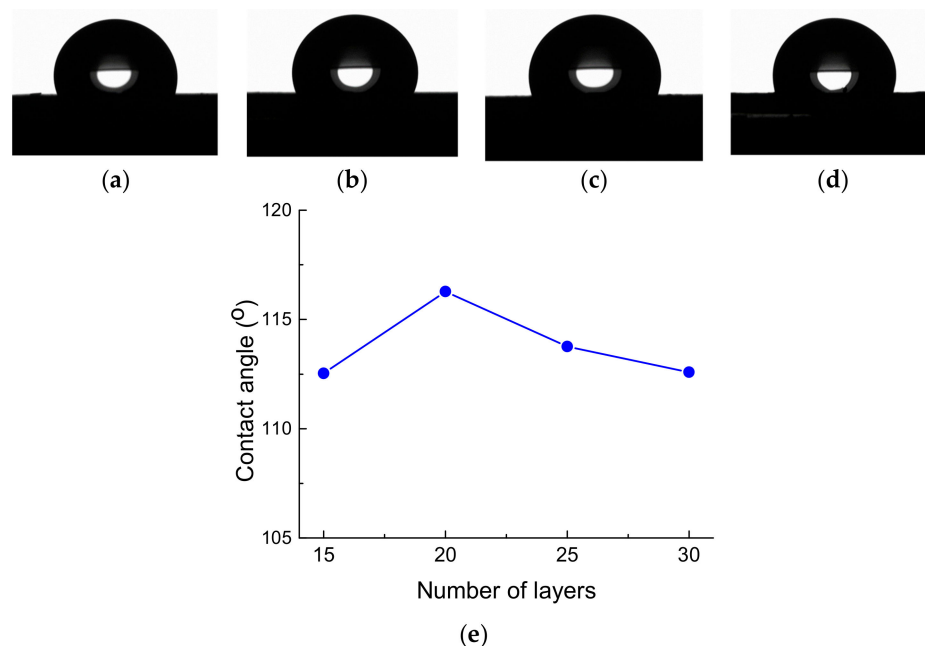 (a)
(b)
(c)
(d)
120
115
110
105
Contact angle (º)
15
20
25
30
Number of layers
(e)